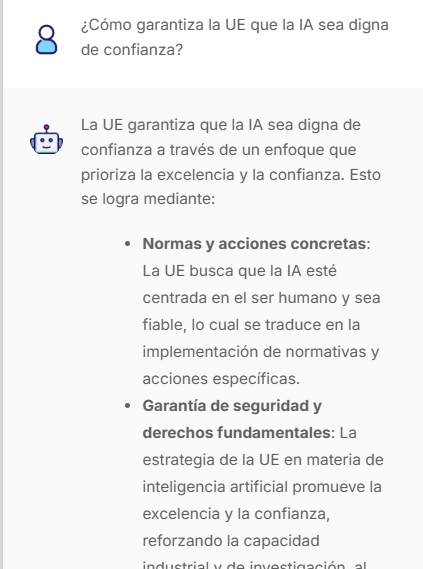 ¿Cómo garantiza la UE que la IA sea digna
de confianza?
La UE garantiza que la IA sea digna de
confianza a través de un enfoque que
prioriza la excelencia y la confianza. Esto
se logra mediante:
• Normas y acciones concretas:
La UE busca que la IA esté
centrada en el ser humano y sea
fiable, lo cual se traduce en la
implementación de normativas y
acciones específicas.
• Garantía de seguridad y
derechos fundamentales: La
estrategia de la UE en materia de
inteligencia artificial promueve la
excelencia y la confianza,
reforzando la capacidad
industrial y de investigación, al